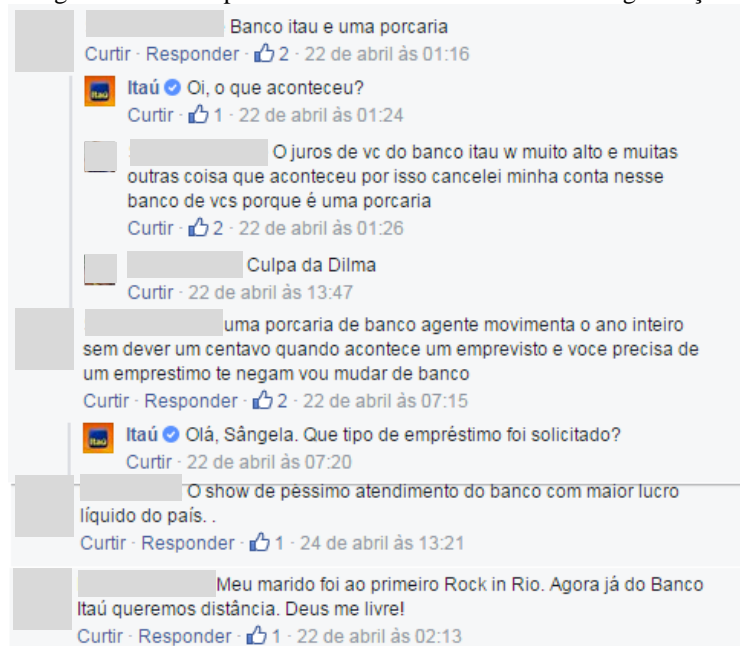 Banco itau e uma porcaria
Curtir · Responder · 2 · 22 de abril às 01:16
Itaú Oi, o que aconteceu?
Curtir · 1 · 22 de abril às 01:24
O juros de vc do banco itau w muito alto e muitas
outras coisa que aconteceu por isso cancelei minha conta nesse
banco de vcs porque é uma porcaria
Curtir · 2 · 22 de abril às 01:26
Culpa da Dilma
Curtir · 22 de abril às 13:47
uma porcaria de banco agente movimenta o ano inteiro
sem dever um centavo quando acontece um emprevisto e voce precisa de
um emprestimo te negam vou mudar de banco
Curtir · Responder · 2 · 22 de abril às 07:15
Itaú Olá, Sângela. Que tipo de empréstimo foi solicitado?
Curtir · 22 de abril às 07:20
O show de péssimo atendimento do banco com maior lucro
líquido do país. .
Curtir · Responder · 1 · 24 de abril às 13:21
Meu marido foi ao primeiro Rock in Rio. Agora já do Banco
Itaú queremos distância. Deus me livre!
Curtir · Responder · 1 · 22 de abril às 02:13